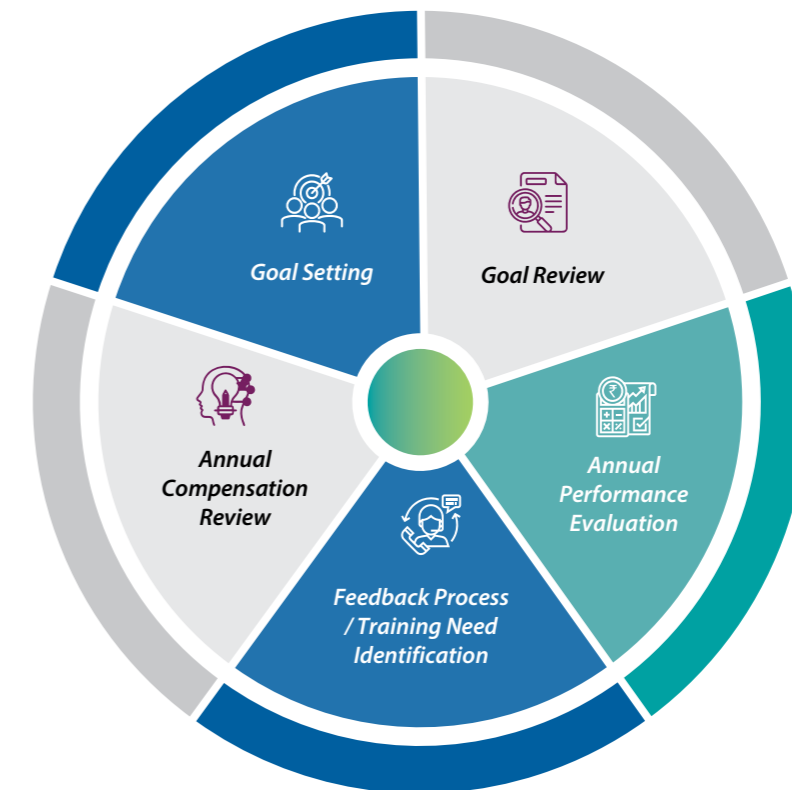 Goal Setting
Goal Review
Annual
Performance
Evaluation
Feedback Process
/ Training Need
Identification
Annual
Compensation
Review